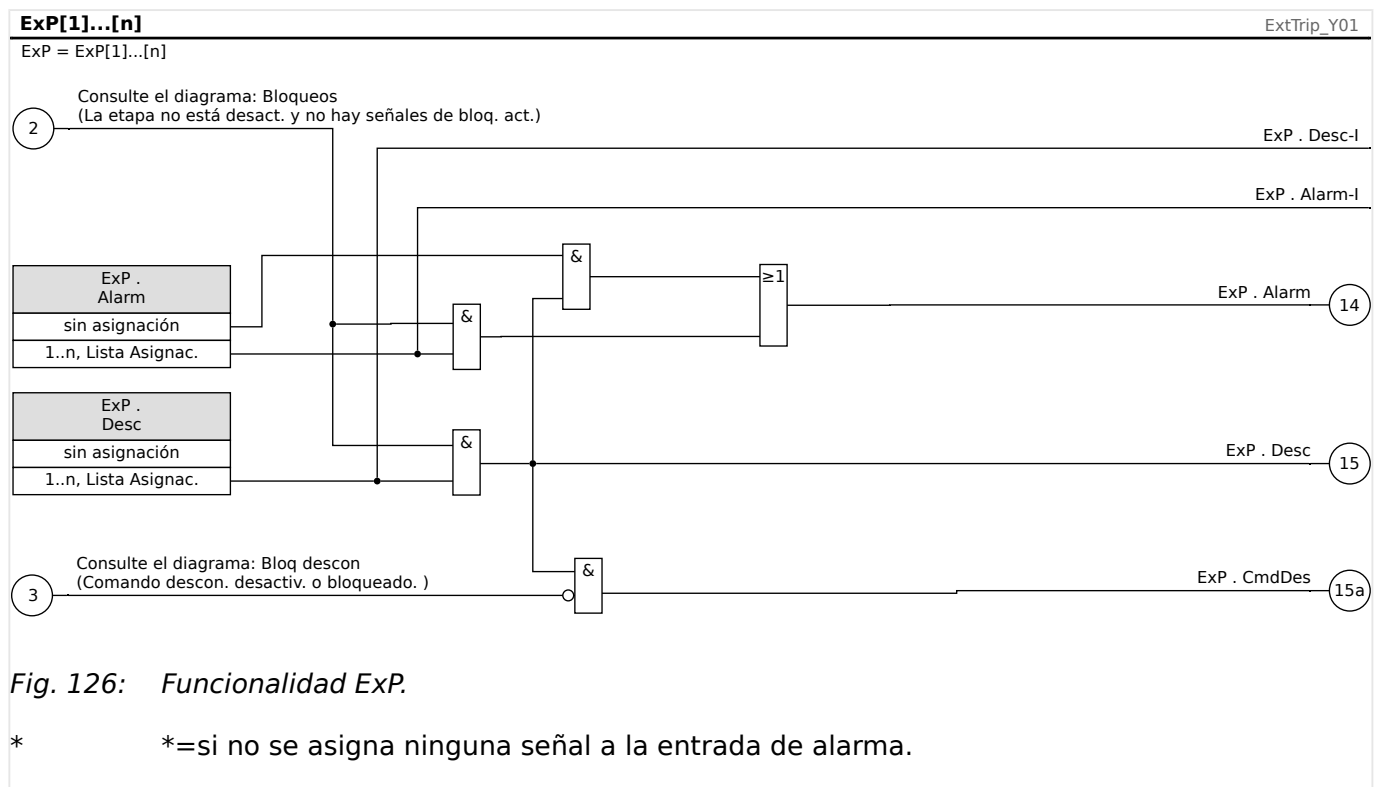 ExP[1]...[n]
ExtTrip_Y01
ExP = ExP[1]...[n]
Consulte el diagrama: Bloqueos
(La etapa no está desact. y no hay señales de bloq. act.)
2
ExP . Desc-I
ExP . Alarm-I
&
ExP .
Alarm
≥1
ExP . Alarm
14
sin asignación
&
1..n, Lista Asignac.
ExP .
Desc
&
sin asignación
ExP . Desc
15
1..n, Lista Asignac.
Consulte el diagrama: Bloq descon
(Comando descon. desactiv. o bloqueado. )
3
&
ExP . CmdDes
15a
Fig. 126: Funcionalidad ExP.
* *=si no se asigna ninguna señal a la entrada de alarma.